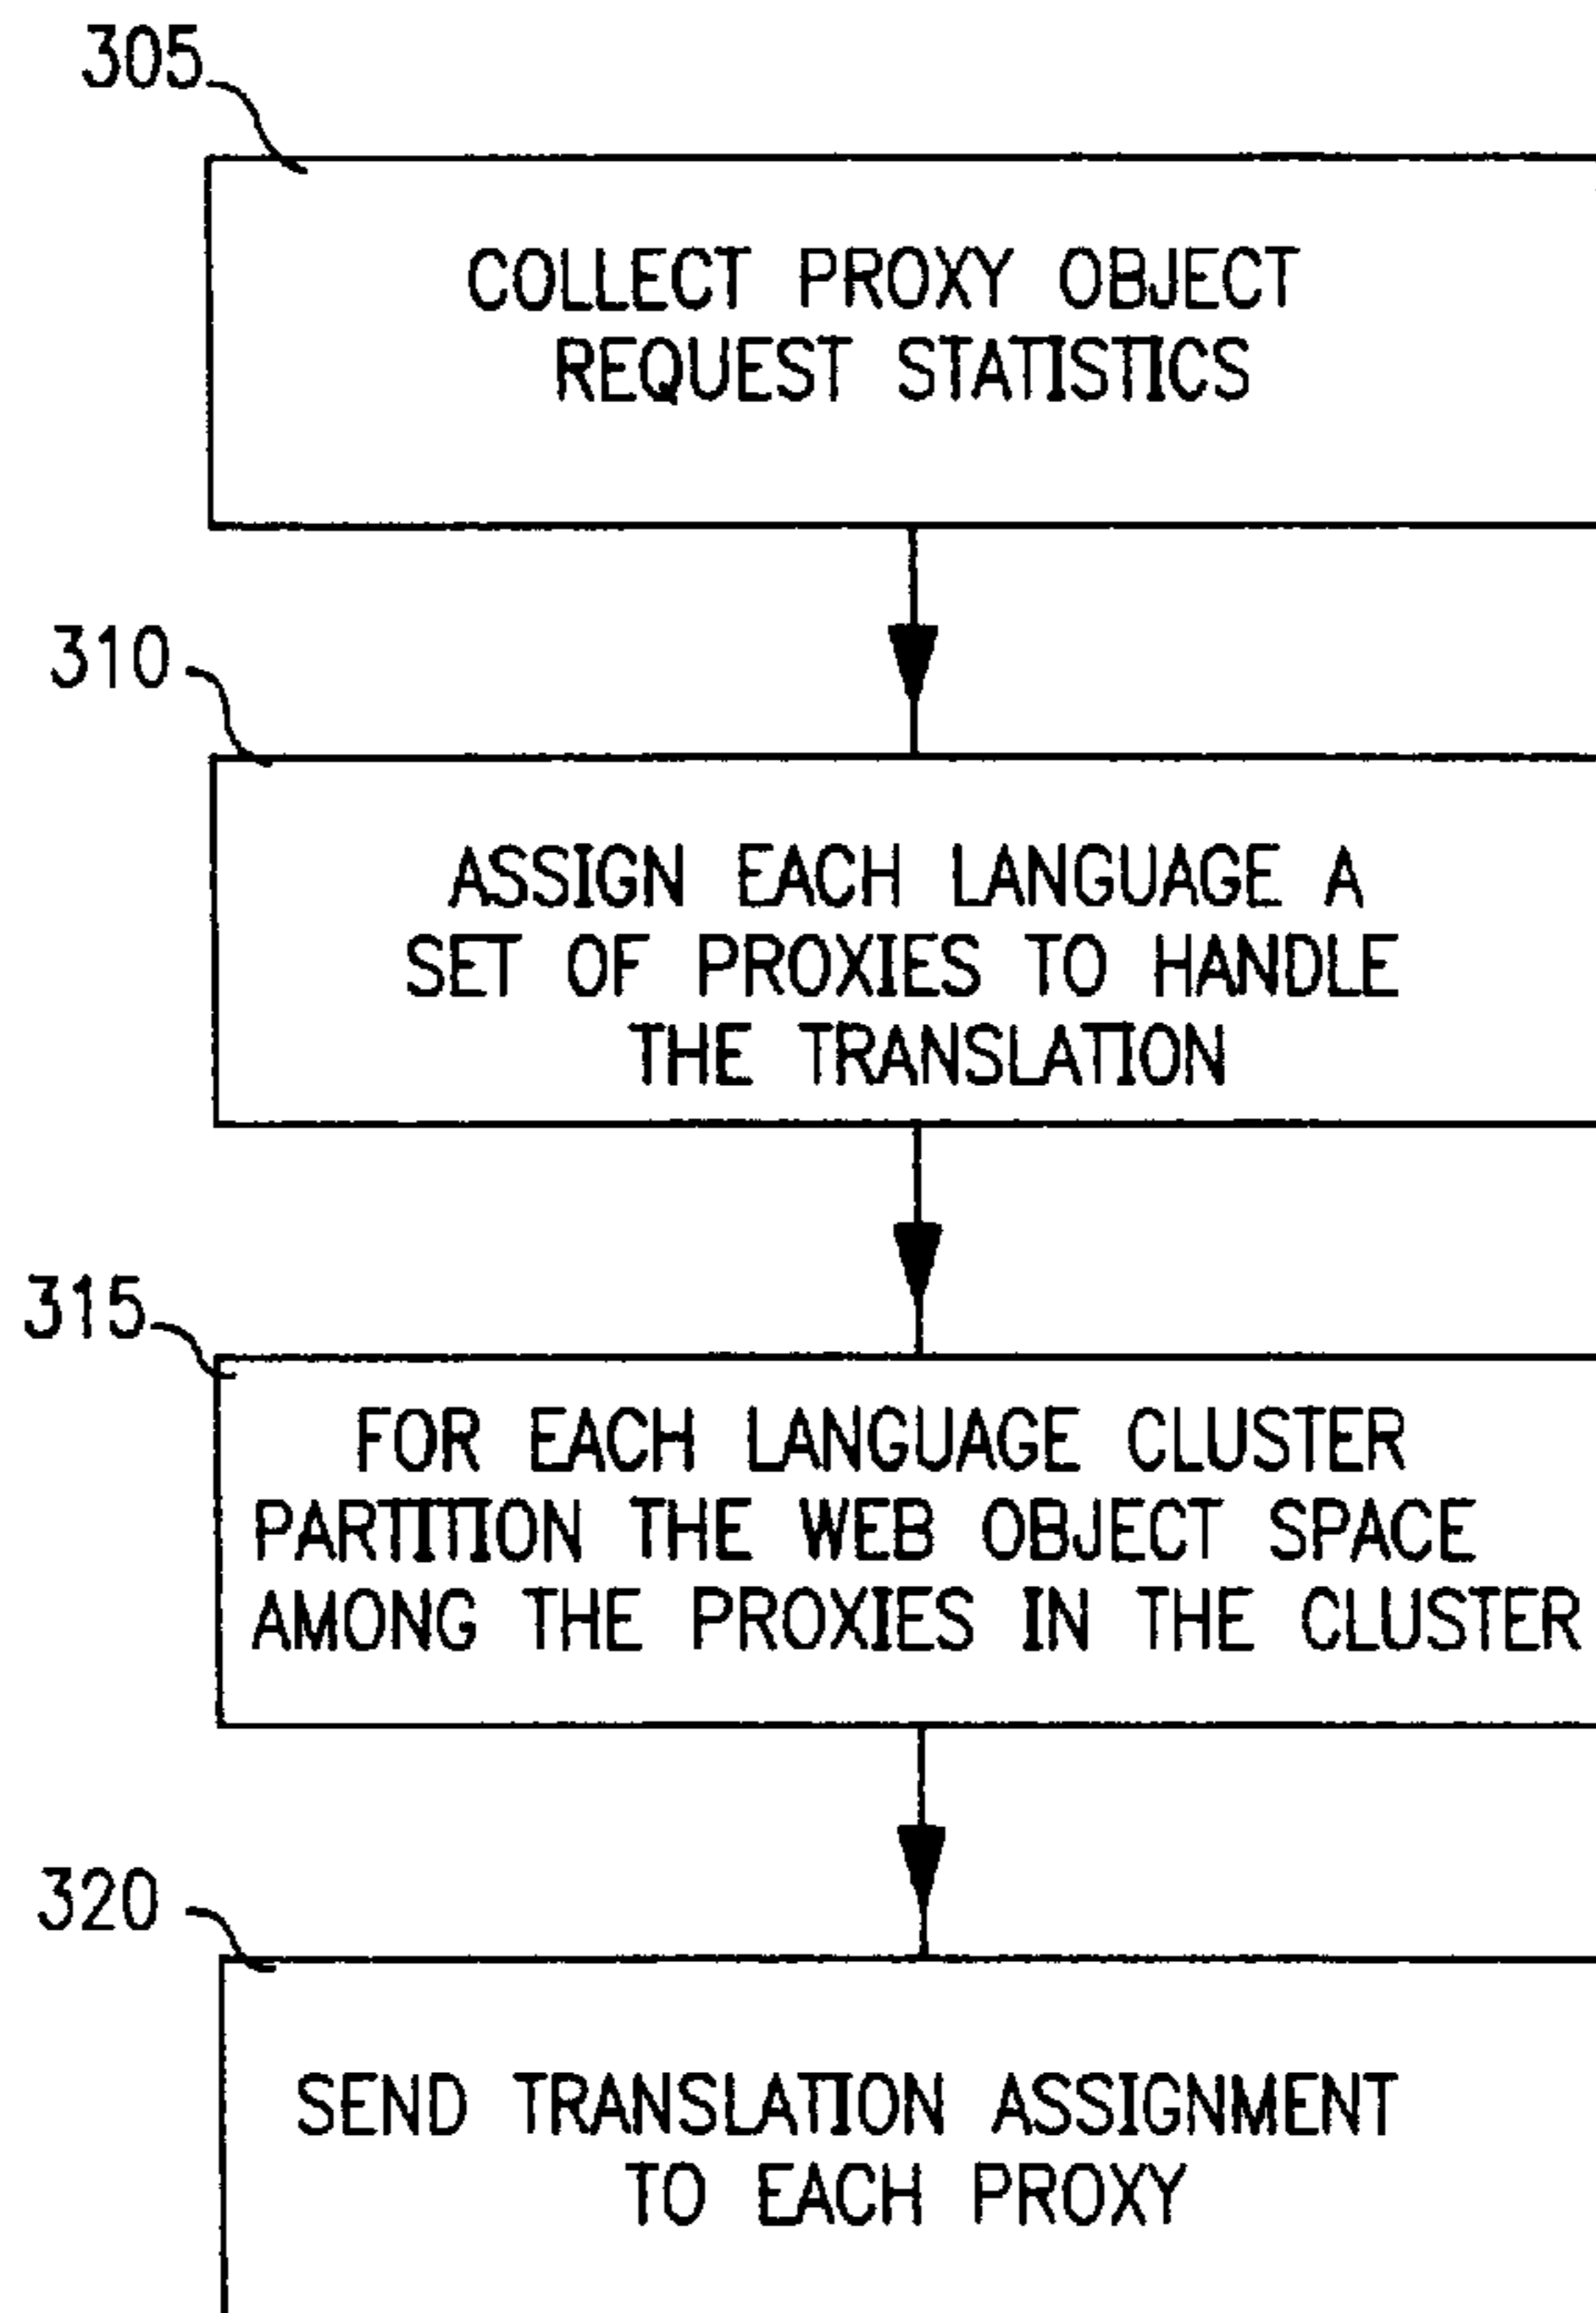 305
COLLECT PROXY OBJECT
REQUEST STATISTICS
310
ASSIGN EACH LANGUAGE A
SET OF PROXIES TO HANDLE
THE TRANSLATION
315
FOR EACH LANGUAGE CLUSTER
PARTITION THE WEB OBJECT SPACE
AMONG THE PROXIES IN THE CLUSTER
320
SEND TRANSLATION ASSIGNMENT
TO EACH PROXY